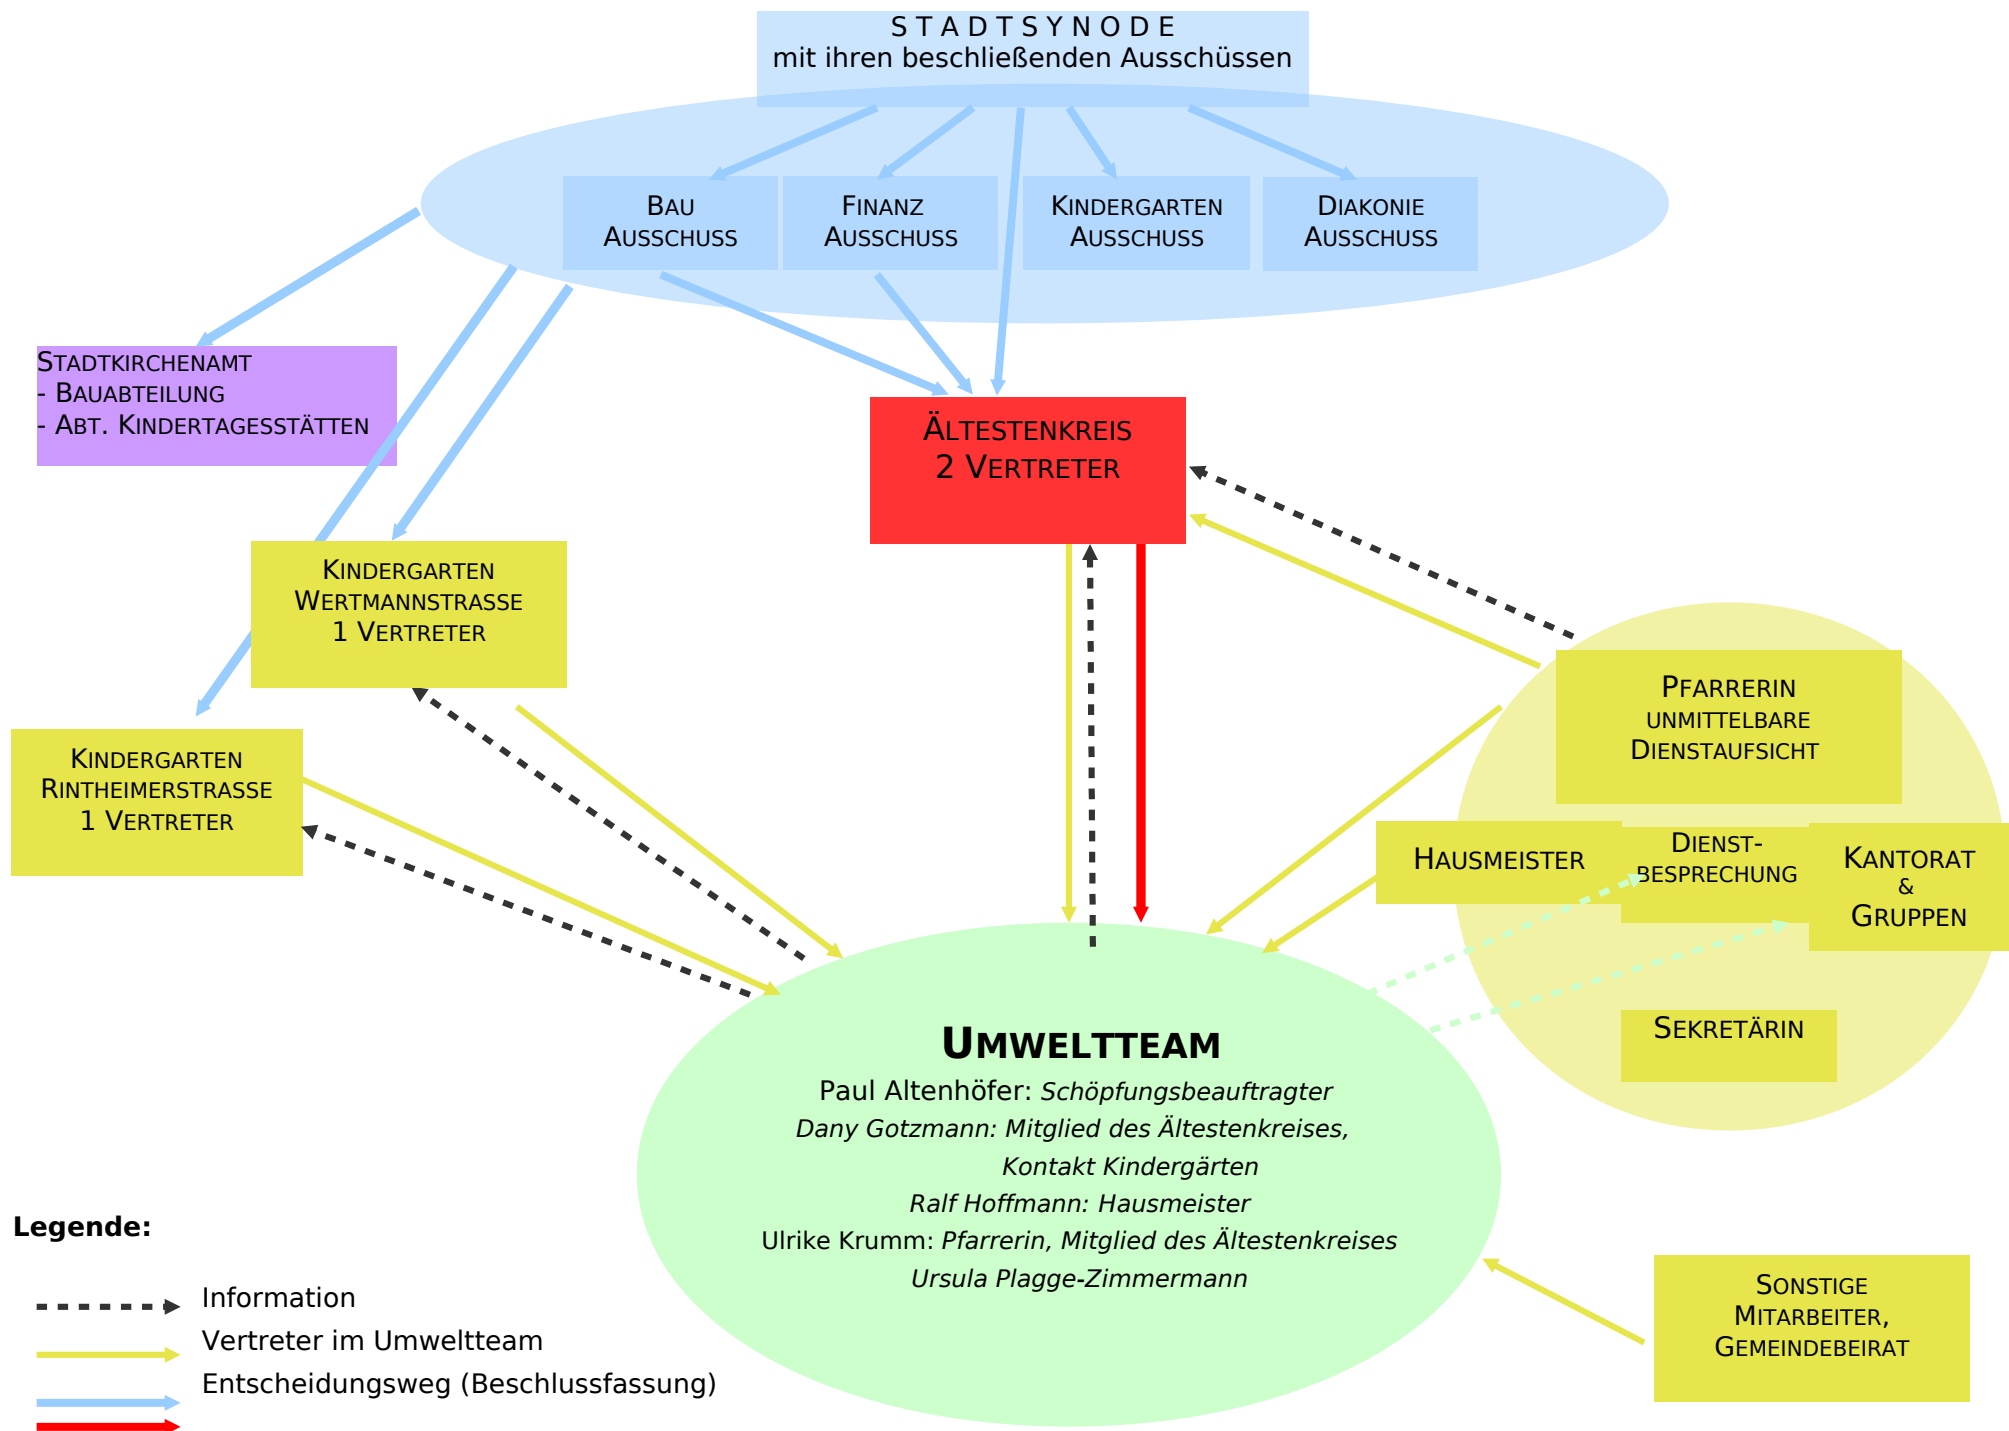 STADTSYNODE
mit ihren beschließenden Ausschüssen
BAU
AUSSCHUSS
FINANZ
AUSSCHUSS
KINDERGARTEN
AUSSCHUSS
DIAKONIE
AUSSCHUSS
STADTKIRCHENAMT
- BAUABTEILUNG
- ABT. KINDERTAGESSTÄTTEN
ÄLTESTENKREIS
2 VERTRETER
KINDERGARTEN
WERTMANNSTRASSE
1 VERTRETER
KINDERGARTEN
RINTHEIMERSTRASSE
1 VERTRETER
PFARRERIN
UNMITTELBARE
DIENSTAUFSICHT
HAUSMEISTER
DIENST-
BESPRECHUNG
KANTORAT
&
GRUPPEN
SEKRETÄRIN
UMWELTTEAM
Paul Altenhöfer: Schöpfungsbeauftragter
Dany Gotzmann: Mitglied des Ältestenkreises,
Kontakt Kindergärten
Ralf Hoffmann: Hausmeister
Ulrike Krumm: Pfarrerin, Mitglied des Ältestenkreises
Ursula Plagge-Zimmermann
SONSTIGE
MITARBEITER,
GEMEINDEBEIRAT
Legende:
Information
Vertreter im Umweltteam
Entscheidungsweg (Beschlussfassung)